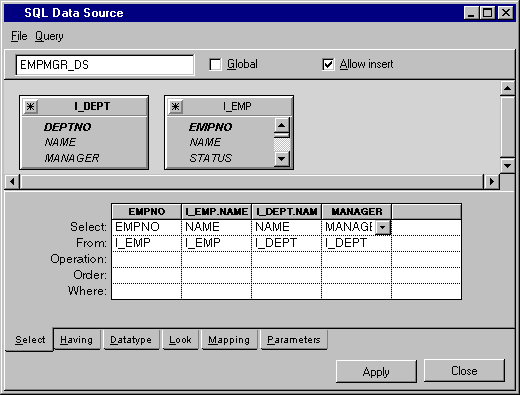 SQL Data Source
File Query
EMPMGR_DS Global Allow insert
I_DEPT I_EMP
DEPTNO EMPNO
NAME NAME
MANAGER STATUS
EMPNO I_EMP.NAME I_DEPT.NAM MANAGER
Select: EMPNO NAME NAME MANAGE
From: I_EMP I_EMP I_DEPT I_DEPT
Operation:
Order:
Where:
Select Having Datatype Look Mapping Parameters
Apply Close